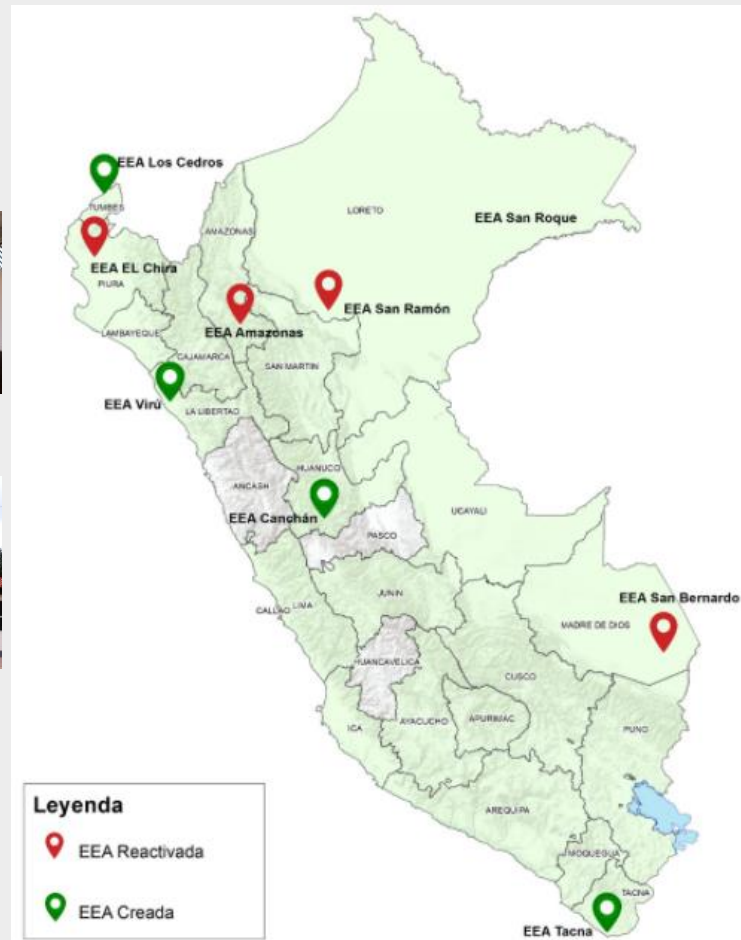 EEA Los Cedros
TUMBES
LORETO
EEA San Roque
AMAZONAS
EEA EL Chira
PIURA
EEA San Ramón
EEA Amazonas
LAMBAYEQUE
CAJAMARCA
SAN MARTIN
EEA Virú
LA LIBERTAD
HUANUCO
ANCASH
EEA Canchán
UCAYALI
PASCO
EEA San Bernardo
JUNIN
MADRE DE DIOS
CALLAO
LIMA
HUANCAVELICA
CUSCO
ICA
AYACUCHO
APURIMAC
PUNO
AREQUIPA
MOQUEGUA
TACNA
EEA Tacna
Leyenda
EEA Reactivada
EEA Creada